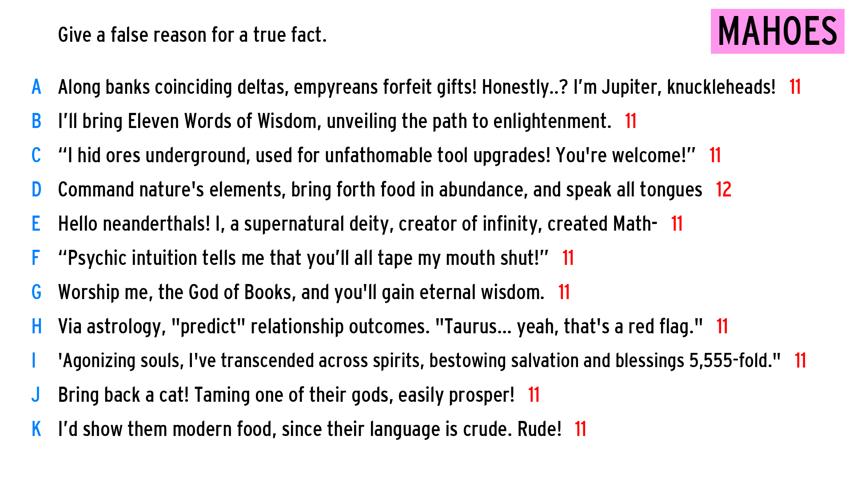 Give a false reason for a true fact.
MAHOES
A Along banks coinciding deltas, empyreans forfeit gifts! Honestly..? I'm Jupiter, knuckleheads! 11
B I'll bring Eleven Words of Wisdom, unveiling the path to enlightenment. 11
C “I hid ores underground, used for unfathomable tool upgrades! You're welcome!” 11
D Command nature's elements, bring forth food in abundance, and speak all tongues 12
E Hello neanderthals! I, a supernatural deity, creator of infinity, created Math- 11
F “Psychic intuition tells me that you’ll all tape my mouth shut!” 11
G Worship me, the God of Books, and you'll gain eternal wisdom. 11
H Via astrology, "predict" relationship outcomes. "Taurus... yeah, that's a red flag." 11
I 'Agonizing souls, I've transcended across spirits, bestowing salvation and blessings 5,555-fold." 11
J Bring back a cat! Taming one of their gods, easily prosper! 11
K I’d show them modern food, since their language is crude. Rude! 11